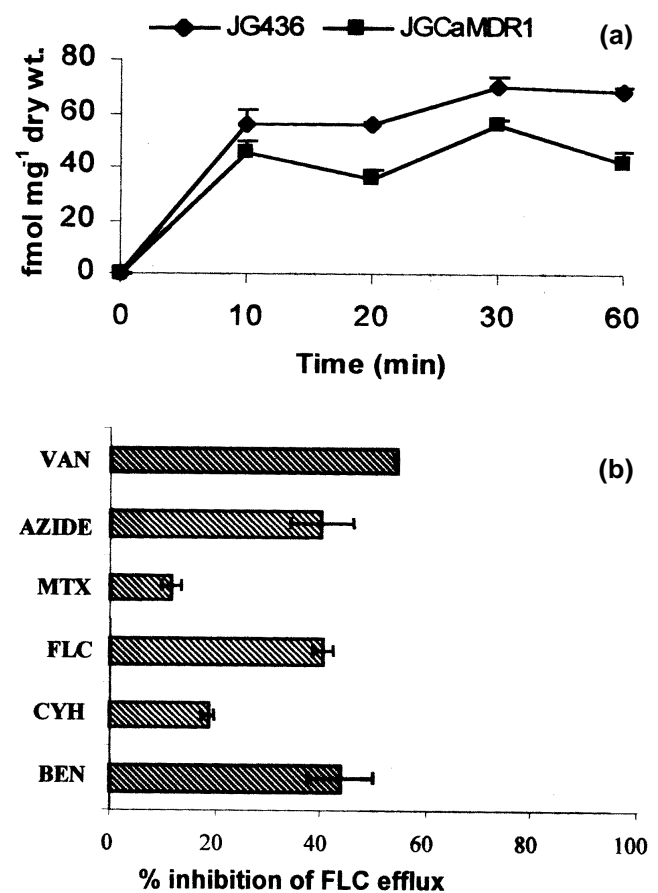 JG436 JGCaMDR1 (a)
fmol mg-1 dry wt.
80
60
40
20
0
0 10 20 30 60
Time (min)
(b)
VAN
AZIDE
MTX
FLC
CYH
BEN
0 20 40 60 80 100
% inhibition of FLC efflux